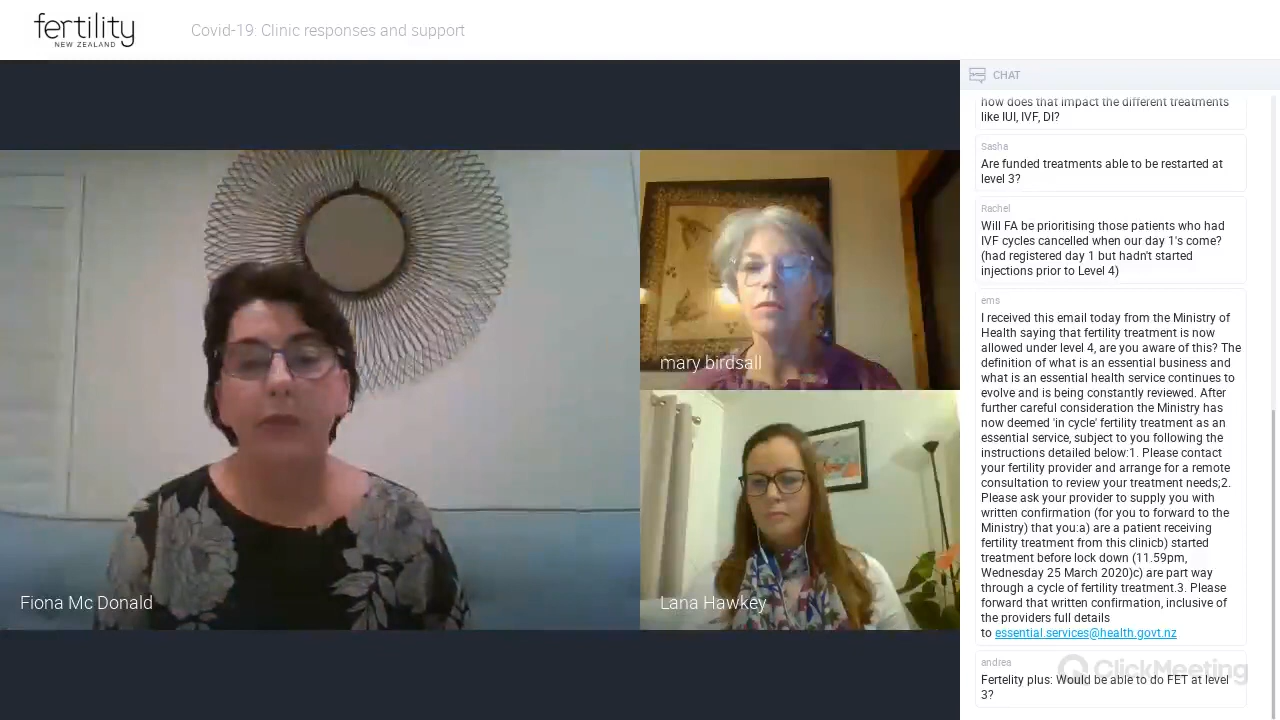 fertility
NEW ZEALAND
Covid-19: Clinic responses and support
Fiona Mc Donald
mary birdsall
Lana Hawkey
CHAT
how does that impact the different treatments
like IUI, IVF, DI?
Sasha
Are funded treatments able to be restarted at
level 3?
Rachel
Will FA be prioritising those patients who had
IVF cycles cancelled when our day 1's come?
(had registered day 1 but hadn't started
injections prior to Level 4)
ems
I received this email today from the Ministry of
Health saying that fertility treatment is now
allowed under level 4, are you aware of this? The
definition of what is an essential business and
what is an essential health service continues to
evolve and is being constantly reviewed. After
further careful consideration the Ministry has
now deemed 'in cycle' fertility treatment as an
essential service, subject to you following the
instructions detailed below:1. Please contact
your fertility provider and arrange for a remote
consultation to review your treatment needs;2.
Please ask your provider to supply you with
written confirmation (for you to forward to the
Ministry) that you:a) are a patient receiving
fertility treatment from this clinicb) started
treatment before lock down (11.59pm,
Wednesday 25 March 2020)c) are part way
through a cycle of fertility treatment.3. Please
forward that written confirmation, inclusive of
the providers full details
to essential.services@health.govt.nz
andrea
Fertelity plus: Would be able to do FET at level
3?
ClickMeeting